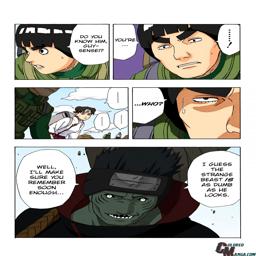 DO YOU
KNOW HIM,
GUY-
SENSEI?
YOU'RE...
...WHO?
WELL,
I'LL MAKE
SURE YOU
REMEMBER
SOON
ENOUGH...
I GUESS
THE
STRANGE
BEAST IS
AS DUMB
AS HE
LOOKS.
COLORED
MANGA.COM